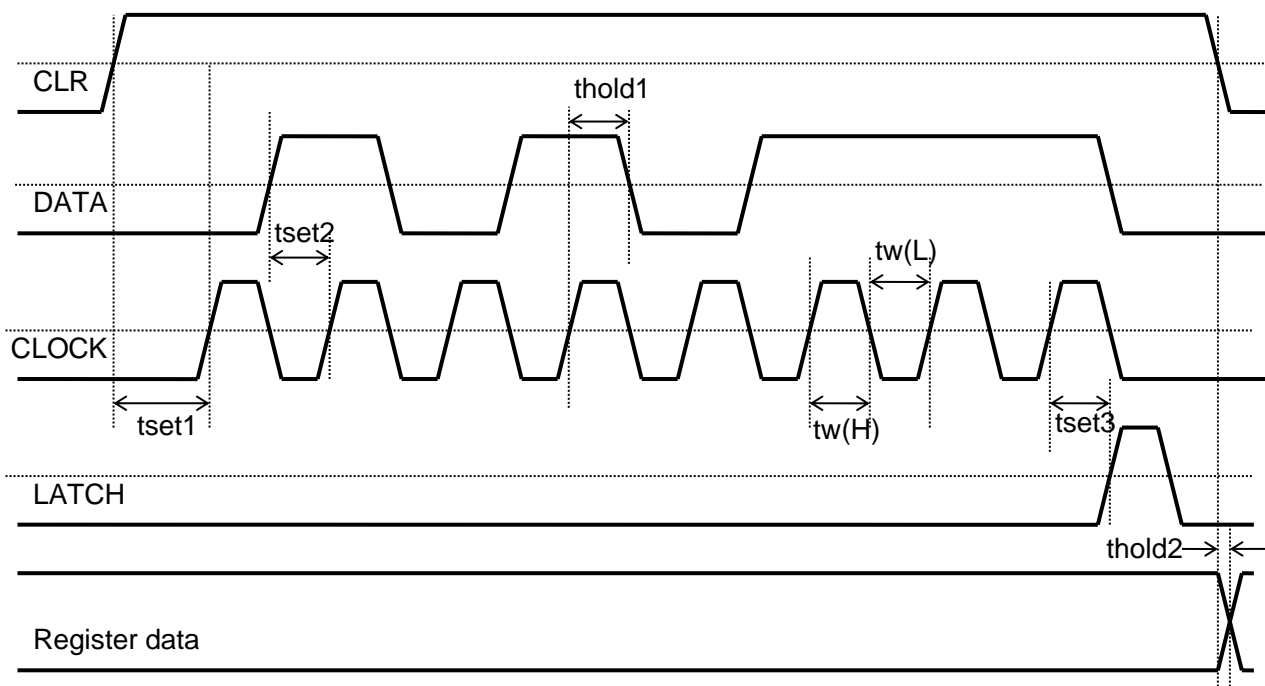 CLR
thold1
DATA
tset2
tw(L)
CLOCK
tset1
tw(H)
tset3
LATCH
thold2
Register data